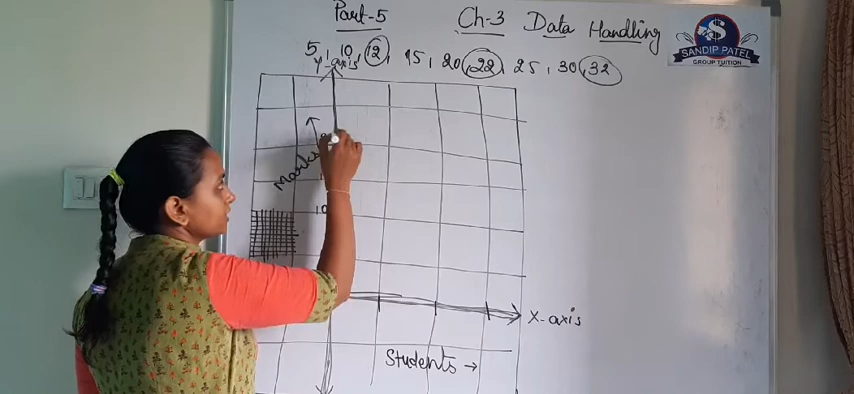 Part-5 Ch-3 Data Handling
5, 10, 12, 15, 20, 22, 25, 30, 32
SANDIP PATEL
GROUP TUITION
Y-axis
Marks →
10
X-axis
Students →